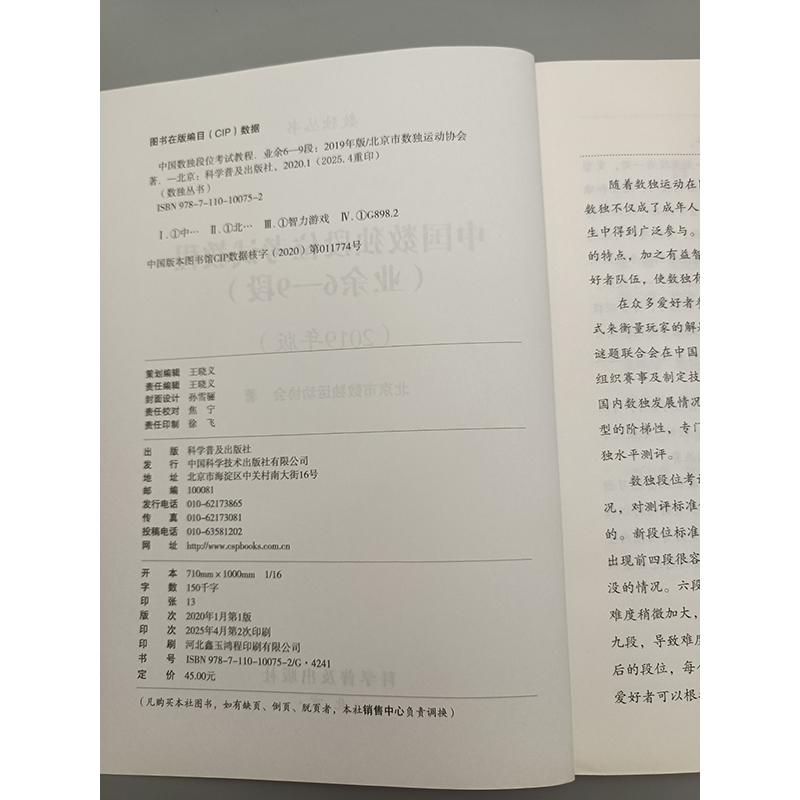 图书在版编目（CIP）数据
中国数独段位考试教程．业余6—9段：2019年版/北京市数独运动协会
著．—北京：科学普及出版社，2020.1（2025.4重印）
（数独丛书）
ISBN 978-7-110-10075-2
Ⅰ.①中… Ⅱ.①北… Ⅲ.①智力游戏 Ⅳ.①G898.2
中国版本图书馆CIP数据核字（2020）第011774号
策划编辑 王晓义
责任编辑 王晓义
封面设计 孙雪骊
责任校对 焦 宁
责任印制 徐 飞
出 版 科学普及出版社
发 行 中国科学技术出版社有限公司
地 址 北京市海淀区中关村南大街16号
邮 编 100081
发行电话 010-62173865
传 真 010-62173081
投稿电话 010-63581202
网 址 http://www.cspbooks.com.cn
开 本 710mm×1000mm 1/16
字 数 150千字
印 张 13
版 次 2020年1月第1版
印 次 2025年4月第2次印刷
印 刷 河北鑫玉鸿程印刷有限公司
书 号 ISBN 978-7-110-10075-2/G·4241
定 价 45.00元
（凡购买本社图书，如有缺页、倒页、脱页者，本社销售中心负责调换）
随着数独运动在
数独不仅成了成年人
生中得到广泛参与。
的特点，加之有益智
好者队伍，使数独有
在众多爱好者
式来衡量玩家的解
谜题联合会在中国
组织赛事及制定技
国内数独发展情况
型的阶梯性，专门
独水平测评。
数独段位考
况，对测评标准
的。新段位标准
出现前四段很容
没的情况。六段
难度稍微加大，
九段，导致难度
后的段位，每
爱好者可以根